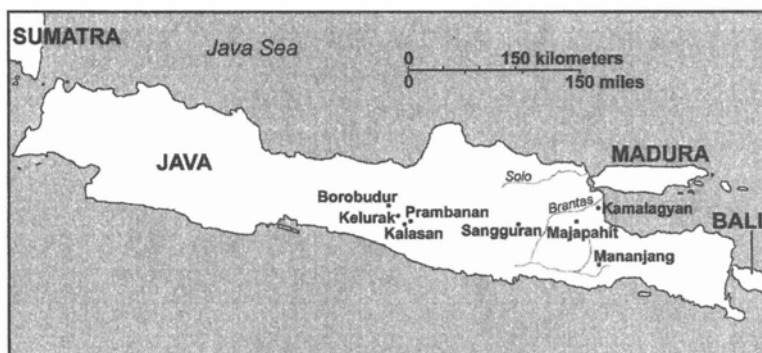 SUMATRA
Java Sea
0 150 kilometers
0 150 miles
JAVA
MADURA
Solo
Borobudur
Brantas
Kamalagyan
Kelurak
Prambanan
BALI
Kalasan
Sangguran
Majapahit
Mananjang